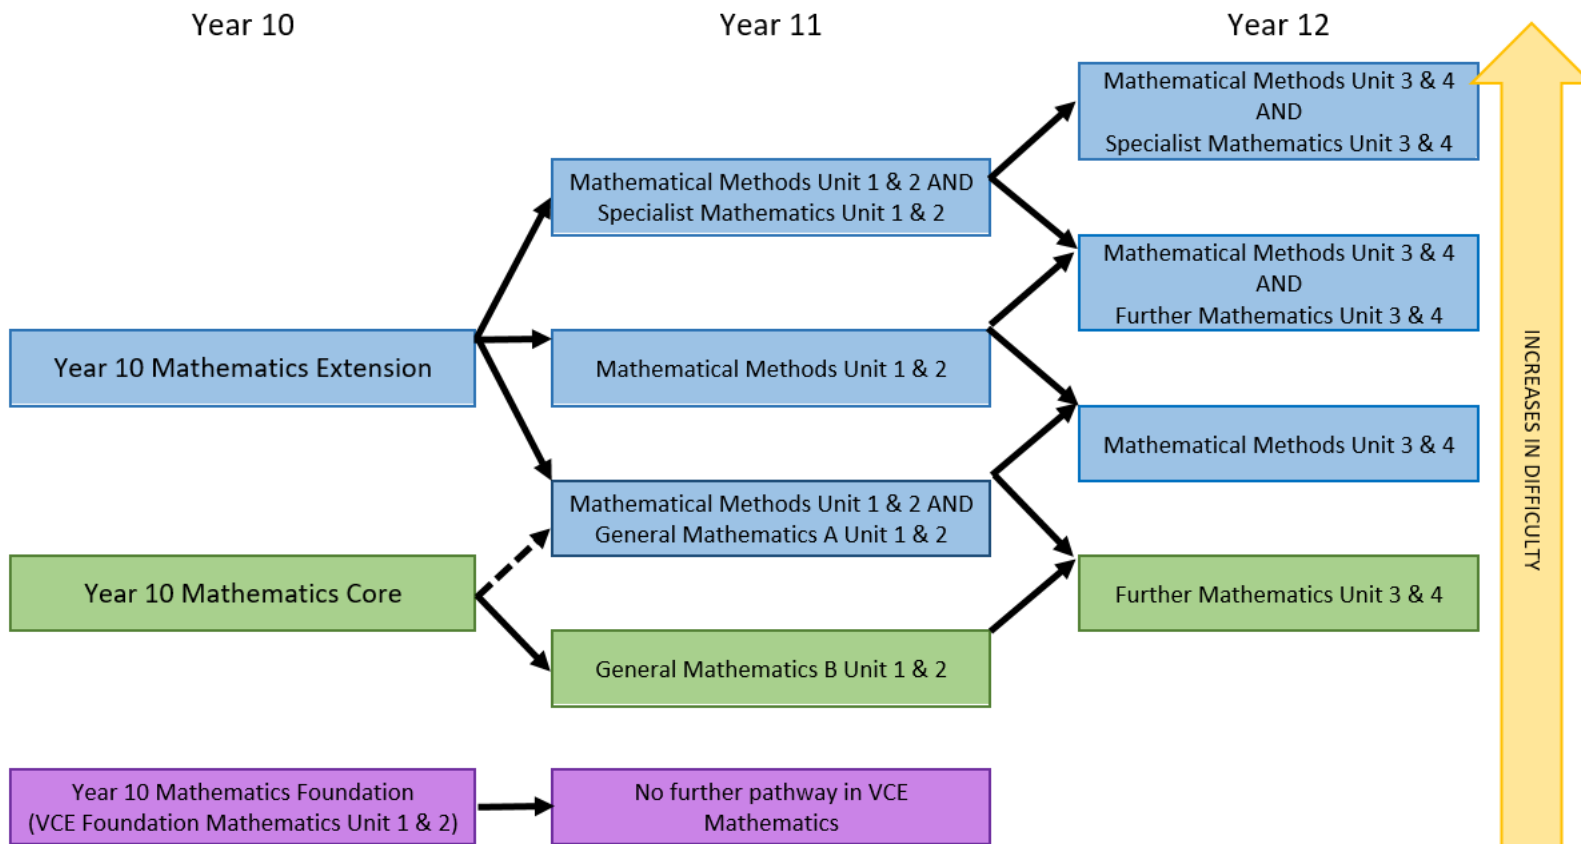 Year 10
Year 11
Year 12
Mathematical Methods Unit 3 & 4
AND
Specialist Mathematics Unit 3 & 4
Mathematical Methods Unit 1 & 2 AND
Specialist Mathematics Unit 1 & 2
Mathematical Methods Unit 3 & 4
AND
Further Mathematics Unit 3 & 4
Year 10 Mathematics Extension
Mathematical Methods Unit 1 & 2
Mathematical Methods Unit 3 & 4
Mathematical Methods Unit 1 & 2 AND
General Mathematics A Unit 1 & 2
Year 10 Mathematics Core
Further Mathematics Unit 3 & 4
General Mathematics B Unit 1 & 2
Year 10 Mathematics Foundation
(VCE Foundation Mathematics Unit 1 & 2)
No further pathway in VCE
Mathematics
INCREASES IN DIFFICULTY